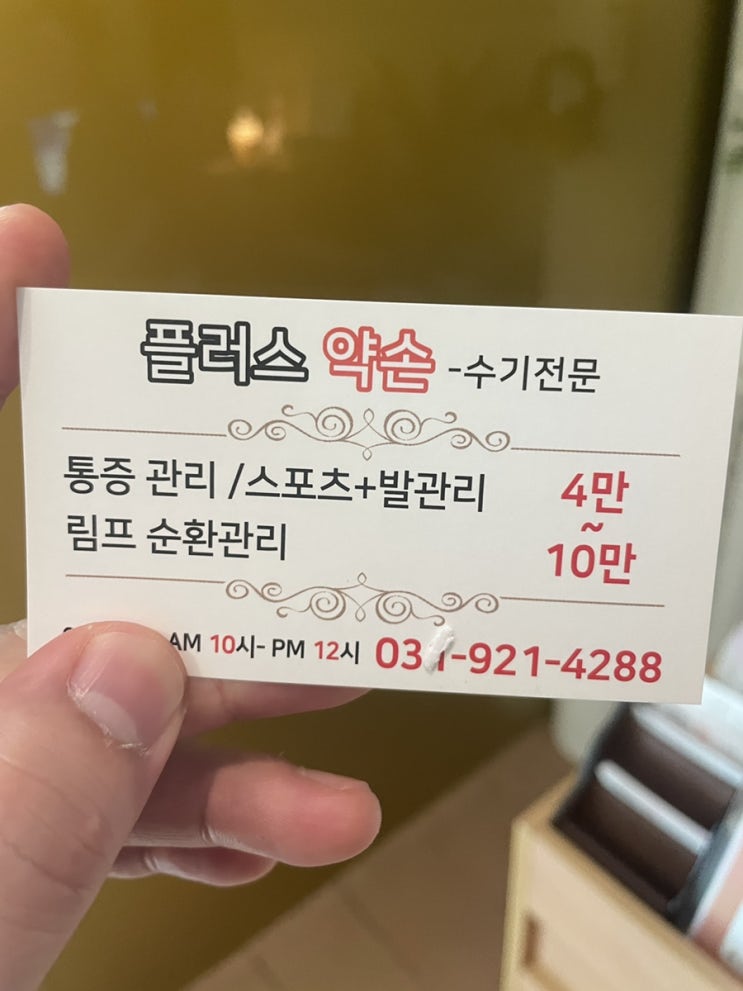 플러스 약손 -수기전문
통증 관리 /스포츠+발관리
림프 순환관리
4만
~
10만
AM 10시- PM 12시 031-921-4288